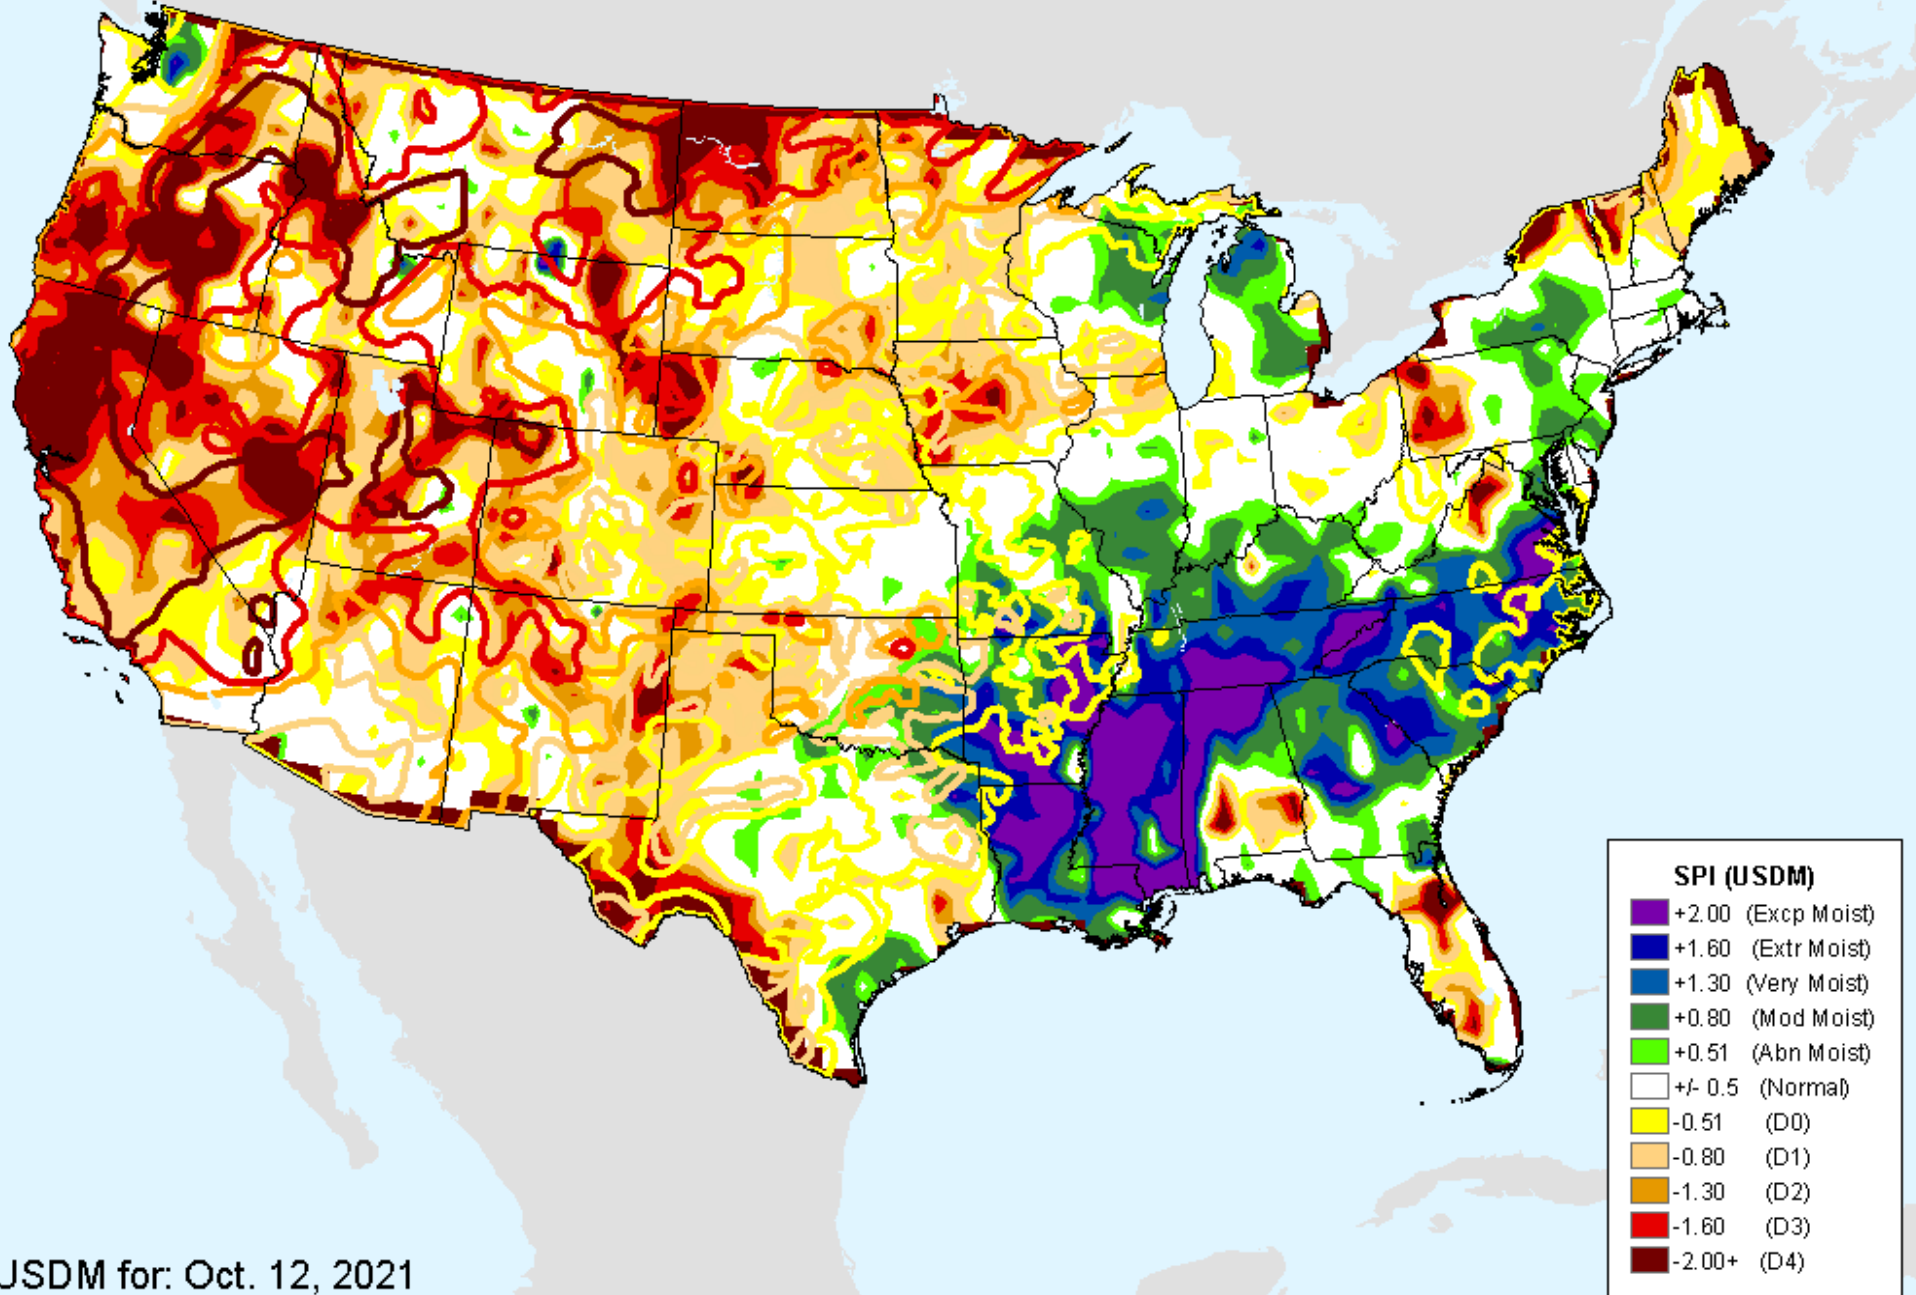 SPI (USDM)
+2.00 (Excp Moist)
+1.60 (Extr Moist)
+1.30 (Very Moist)
+0.80 (Mod Moist)
+0.51 (Abn Moist)
+/- 0.5 (Normal)
-0.51 (D0)
-0.80 (D1)
-1.30 (D2)
-1.60 (D3)
-2.00+ (D4)
USDM for: Oct. 12, 2021